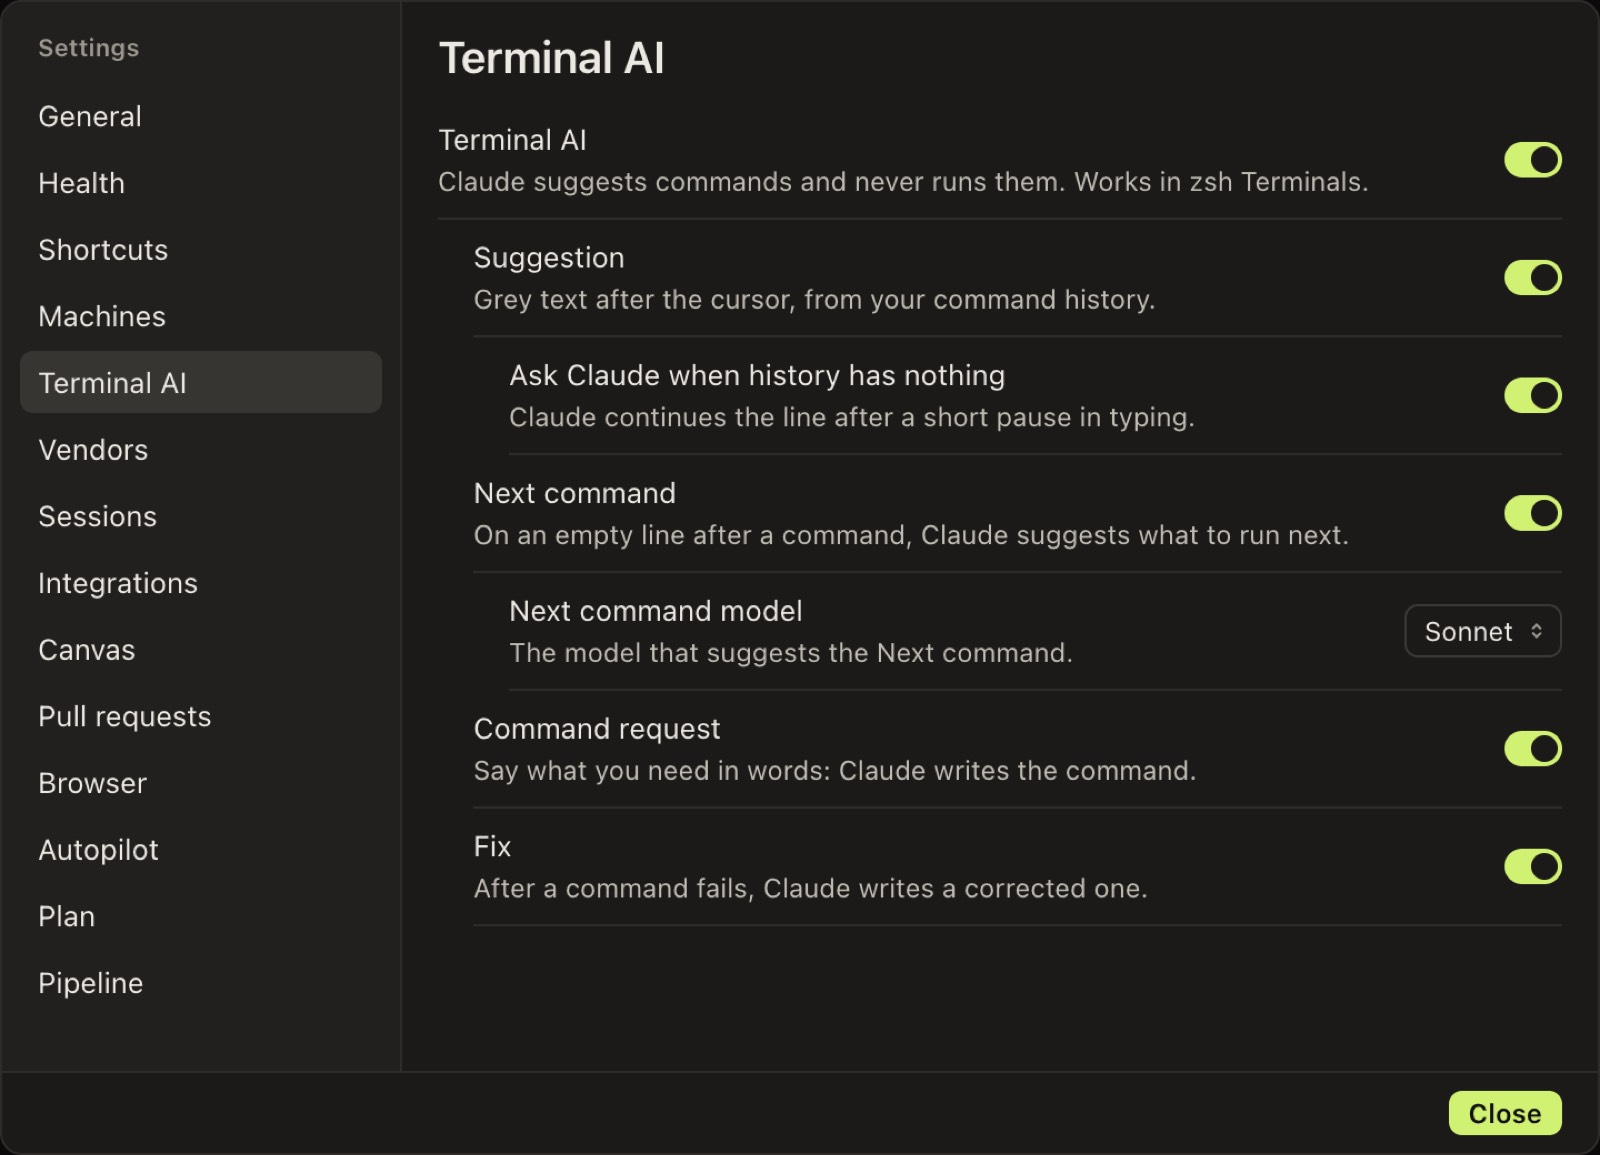 Settings
General
Health
Shortcuts
Machines
Terminal AI
Vendors
Sessions
Integrations
Canvas
Pull requests
Browser
Autopilot
Plan
Pipeline
Terminal AI
Terminal AI
Claude suggests commands and never runs them. Works in zsh Terminals.
Suggestion
Grey text after the cursor, from your command history.
Ask Claude when history has nothing
Claude continues the line after a short pause in typing.
Next command
On an empty line after a command, Claude suggests what to run next.
Next command model
The model that suggests the Next command.
Sonnet
Command request
Say what you need in words: Claude writes the command.
Fix
After a command fails, Claude writes a corrected one.
Close